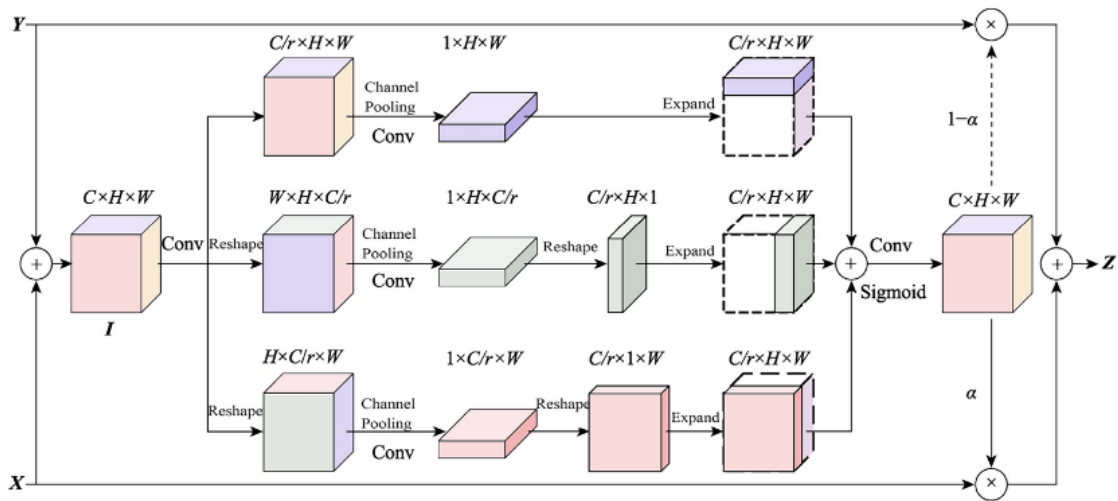 Y
C/r×H×W
1×H×W
C/r×H×W
Channel
Pooling
Conv
Expand
1−α
C×H×W
W×H×C/r
1×H×C/r
C/r×H×1
C/r×H×W
C×H×W
Conv
Reshape
Channel
Pooling
Conv
Reshape
Expand
Conv
Sigmoid
+
+
+
Z
I
H×C/r×W
1×C/r×W
C/r×1×W
C/r×H×W
Reshape
Channel
Pooling
Conv
Reshape
Expand
α
X
×
×